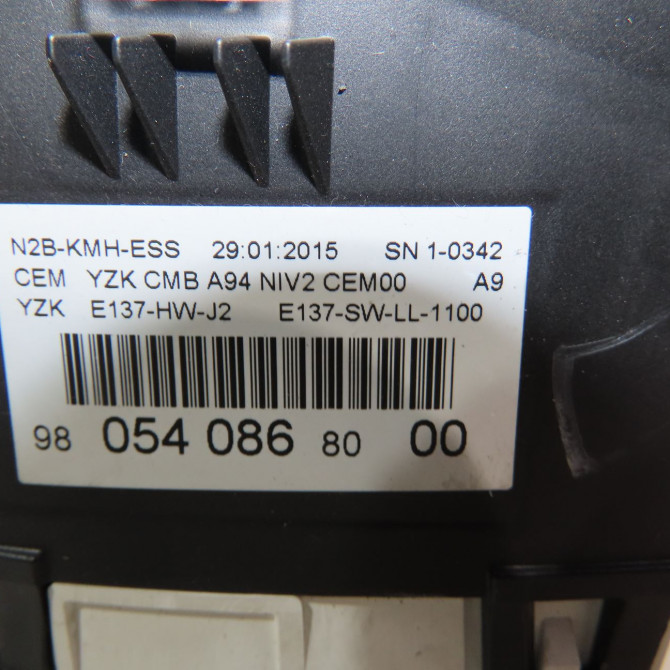 N2B-KMH-ESS 29:01:2015 SN 1-0342
CEM YZK CMB A94 NIV2 CEM00 A9
YZK E137-HW-J2 E137-SW-LL-1100
98 054 086 80 00